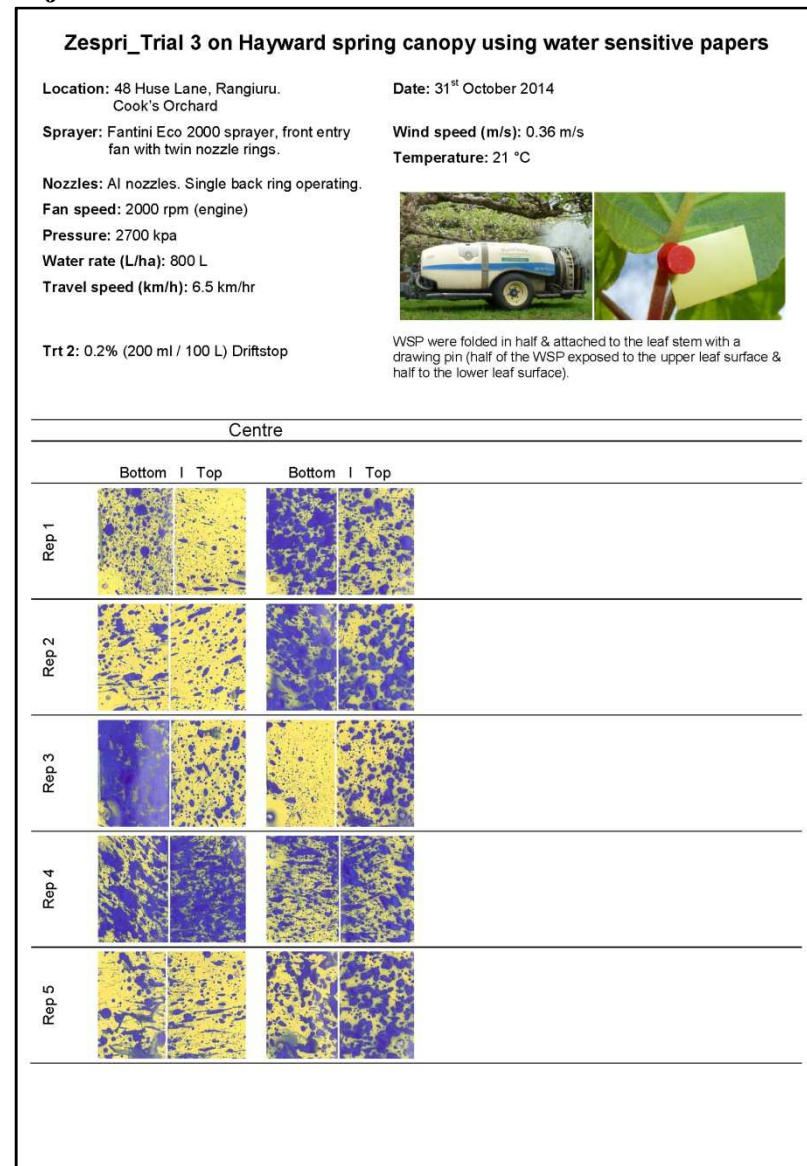 Zespri_Trial 3 on Hayward spring canopy using water sensitive papers
Location: 48 Huse Lane, Rangiuru.
Cook's Orchard
Date: 31st October 2014
Sprayer: Fantini Eco 2000 sprayer, front entry
fan with twin nozzle rings.
Wind speed (m/s): 0.36 m/s
Temperature: 21 °C
Nozzles: AI nozzles. Single back ring operating.
Fan speed: 2000 rpm (engine)
Pressure: 2700 kpa
Water rate (L/ha): 800 L
Travel speed (km/h): 6.5 km/hr
Trt 2: 0.2% (200 ml / 100 L) Driftstop
WSP were folded in half & attached to the leaf stem with a
drawing pin (half of the WSP exposed to the upper leaf surface &
half to the lower leaf surface).
Centre
Bottom I Top Bottom I Top
Rep 1
Rep 2
Rep 3
Rep 4
Rep 5